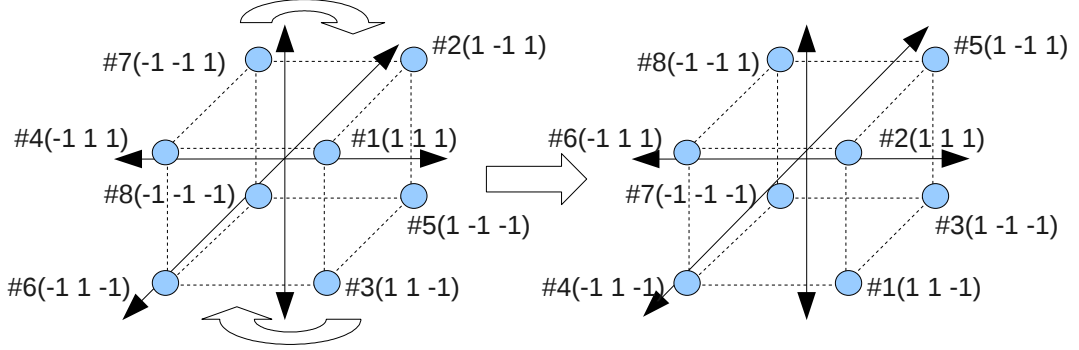 #7(-1 -1 1)
#2(1 -1 1)
#4(-1 1 1)
#1(1 1 1)
#8(-1 -1 -1)
#5(1 -1 -1)
#6(-1 1 -1)
#3(1 1 -1)
#8(-1 -1 1)
#5(1 -1 1)
#6(-1 1 1)
#2(1 1 1)
#7(-1 -1 -1)
#3(1 -1 -1)
#4(-1 1 -1)
#1(1 1 -1)